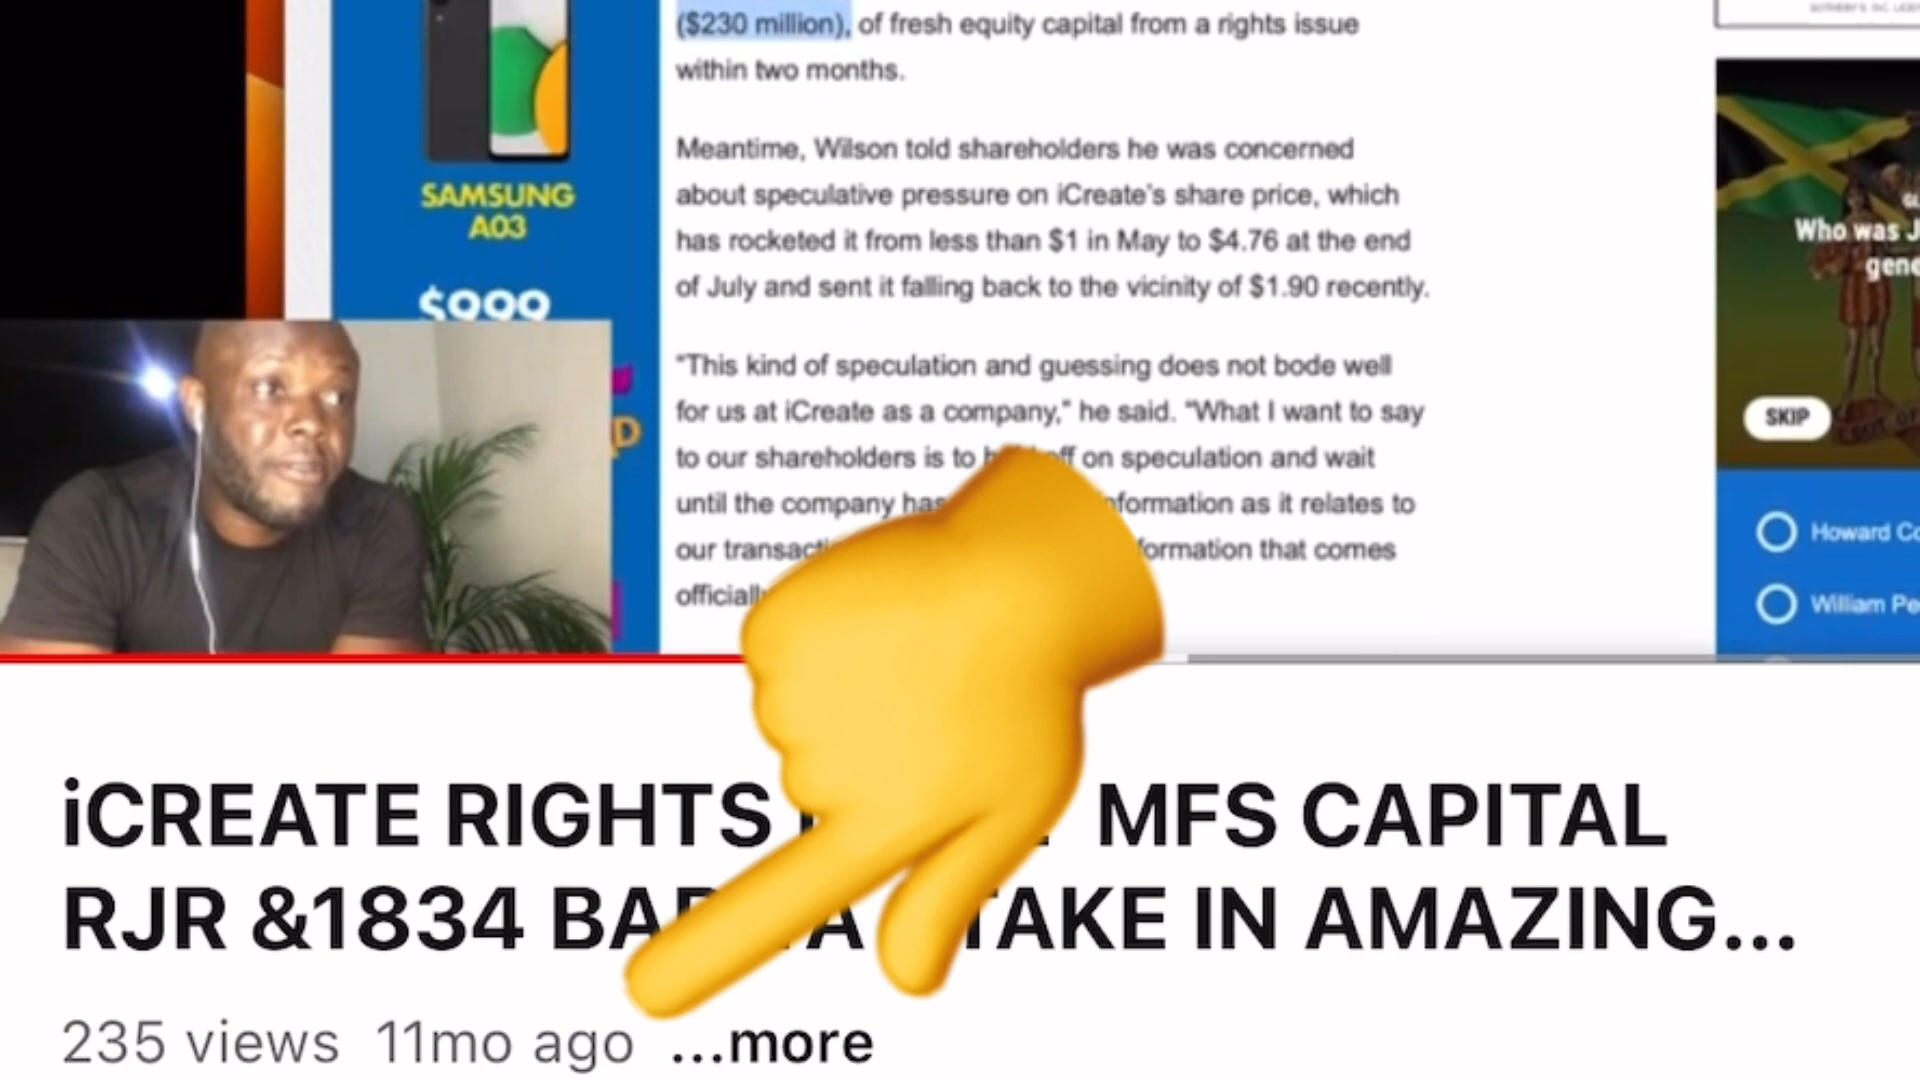 ($230 million), of fresh equity capital from a rights issue
within two months.
Meantime, Wilson told shareholders he was concerned
about speculative pressure on iCreate's share price, which
has rocketed it from less than $1 in May to $4.76 at the end
of July and sent it falling back to the vicinity of $1.90 recently.
"This kind of speculation and guessing does not bode well
for us at iCreate as a company," he said. "What I want to say
to our shareholders is to off on speculation and wait
until the company has as it relates to
our that comes
SAMSUNG
A03
$999
Who was
SKIP
Howard
William
iCREATE RIGHTS MFS CAPITAL
RJR &1834 IN AMAZING...
235 views 11mo ago ...more